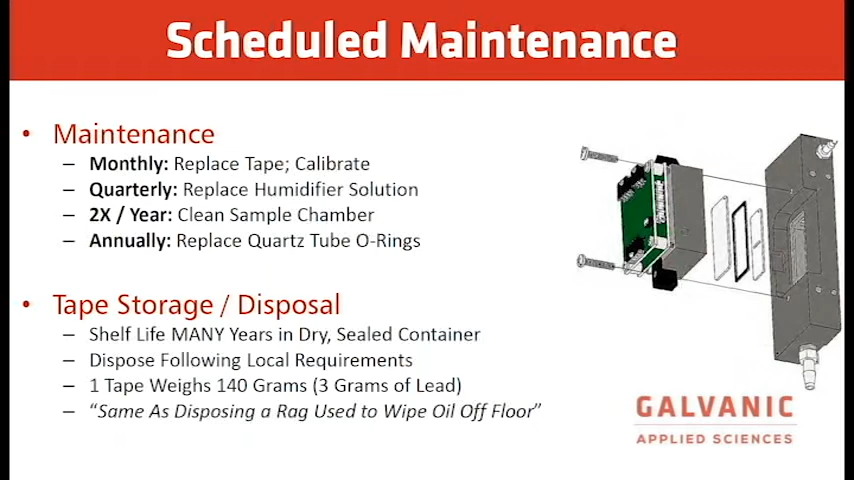 Scheduled Maintenance
• Maintenance
– Monthly: Replace Tape; Calibrate
– Quarterly: Replace Humidifier Solution
– 2X / Year: Clean Sample Chamber
– Annually: Replace Quartz Tube O-Rings
• Tape Storage / Disposal
– Shelf Life MANY Years in Dry, Sealed Container
– Dispose Following Local Requirements
– 1 Tape Weighs 140 Grams (3 Grams of Lead)
– “Same As Disposing a Rag Used to Wipe Oil Off Floor”
GALVANIC
APPLIED SCIENCES